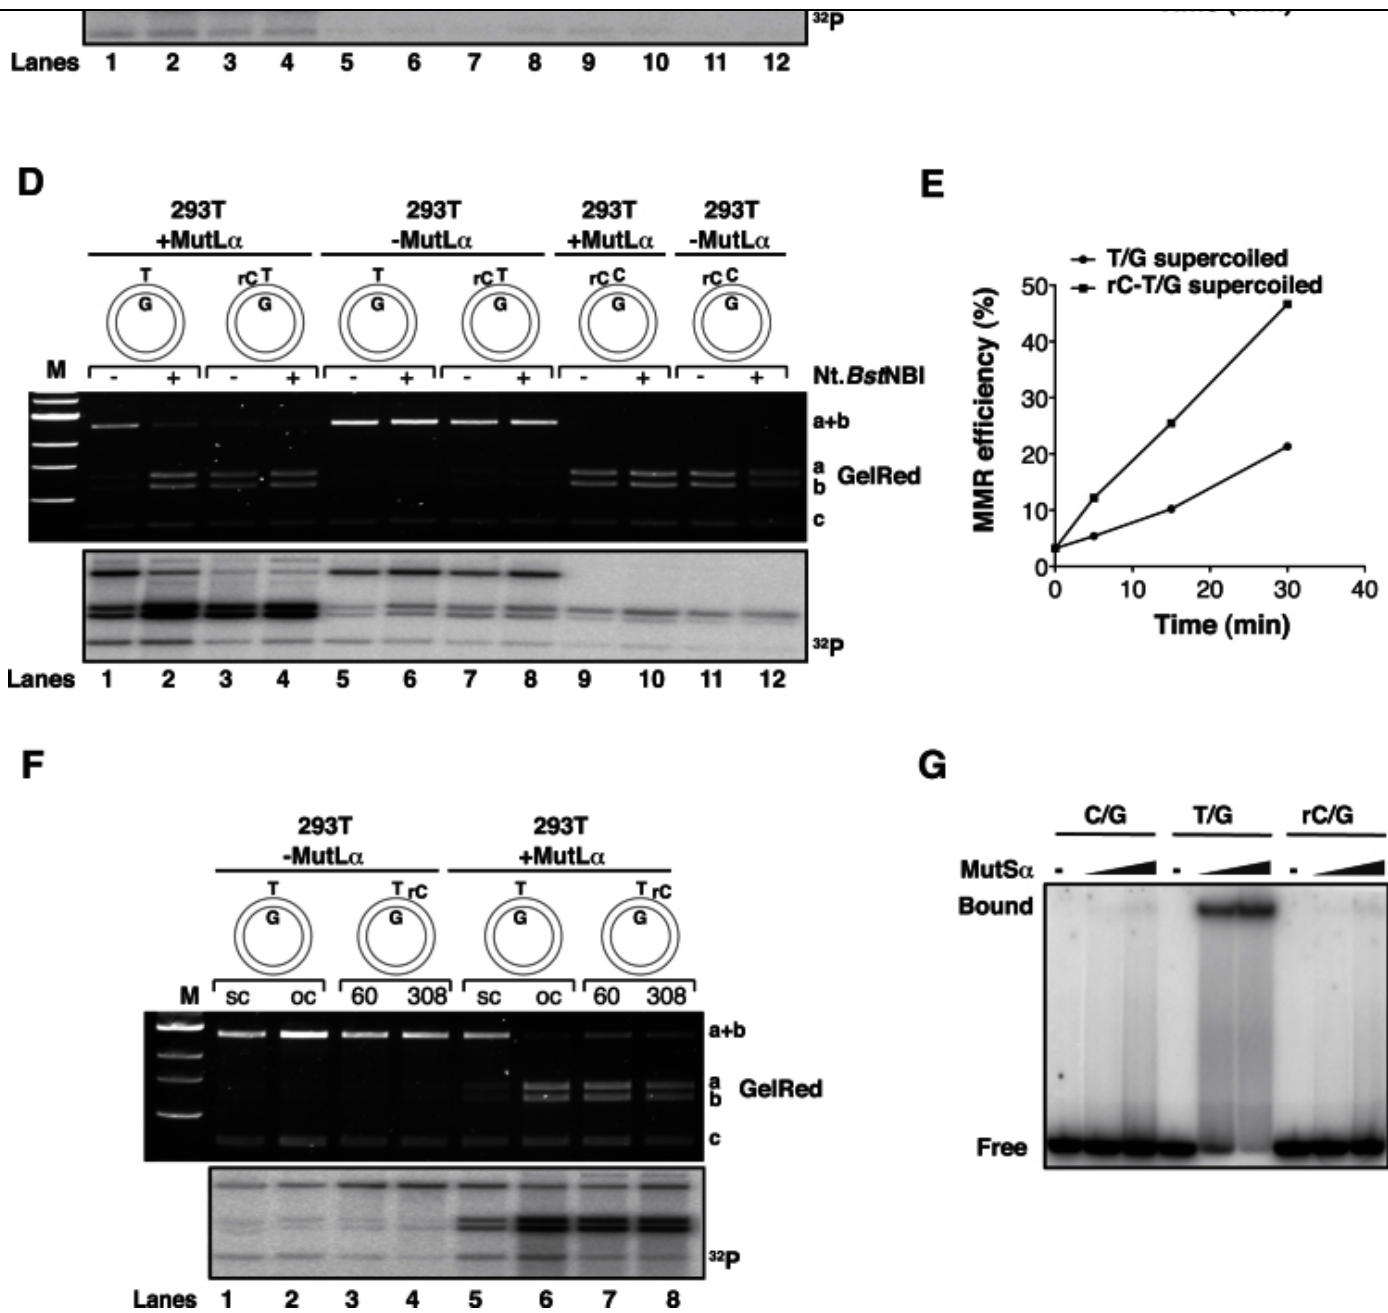 32P
Lanes 1 2 3 4 5 6 7 8 9 10 11 12
D
293T 293T 293T 293T
+MutLα -MutLα +MutLα -MutLα
T rC T T rC T rC C rC C
G G G G G G
M - + - + - + - + - + - + Nt.BstNBI
a+b
a
b GelRed
c
32P
Lanes 1 2 3 4 5 6 7 8 9 10 11 12
E
T/G supercoiled
rC-T/G supercoiled
MMR efficiency (%)
50
40
30
20
10
0
0 10 20 30 40
Time (min)
F
293T 293T
-MutLα +MutLα
T T rC T T rC
G G G G
M sc oc 60 308 sc oc 60 308
a+b
a
b GelRed
c
32P
Lanes 1 2 3 4 5 6 7 8
G
C/G T/G rC/G
MutSα - - -
Bound
Free